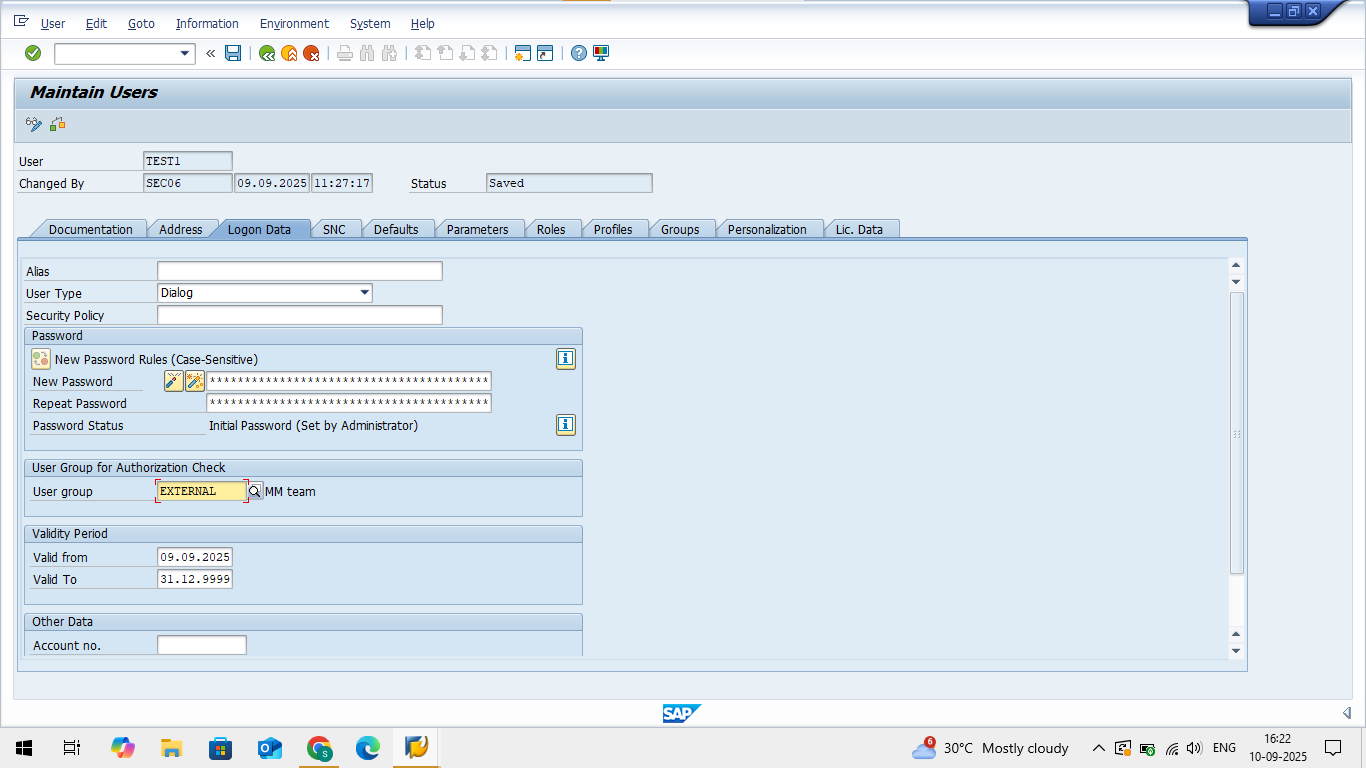 User Edit Goto Information Environment System Help
Maintain Users
User TEST1
Changed By SEC06 09.09.2025 11:27:17 Status Saved
Documentation Address Logon Data SNC Defaults Parameters Roles Profiles Groups Personalization Lic. Data
Alias
User Type Dialog
Security Policy
Password
New Password Rules (Case-Sensitive)
New Password ****************************************
Repeat Password ****************************************
Password Status Initial Password (Set by Administrator)
User Group for Authorization Check
User group EXTERNAL MM team
Validity Period
Valid from 09.09.2025
Valid To 31.12.9999
Other Data
Account no.
SAP
6 30°C Mostly cloudy ENG 16:22
10-09-2025